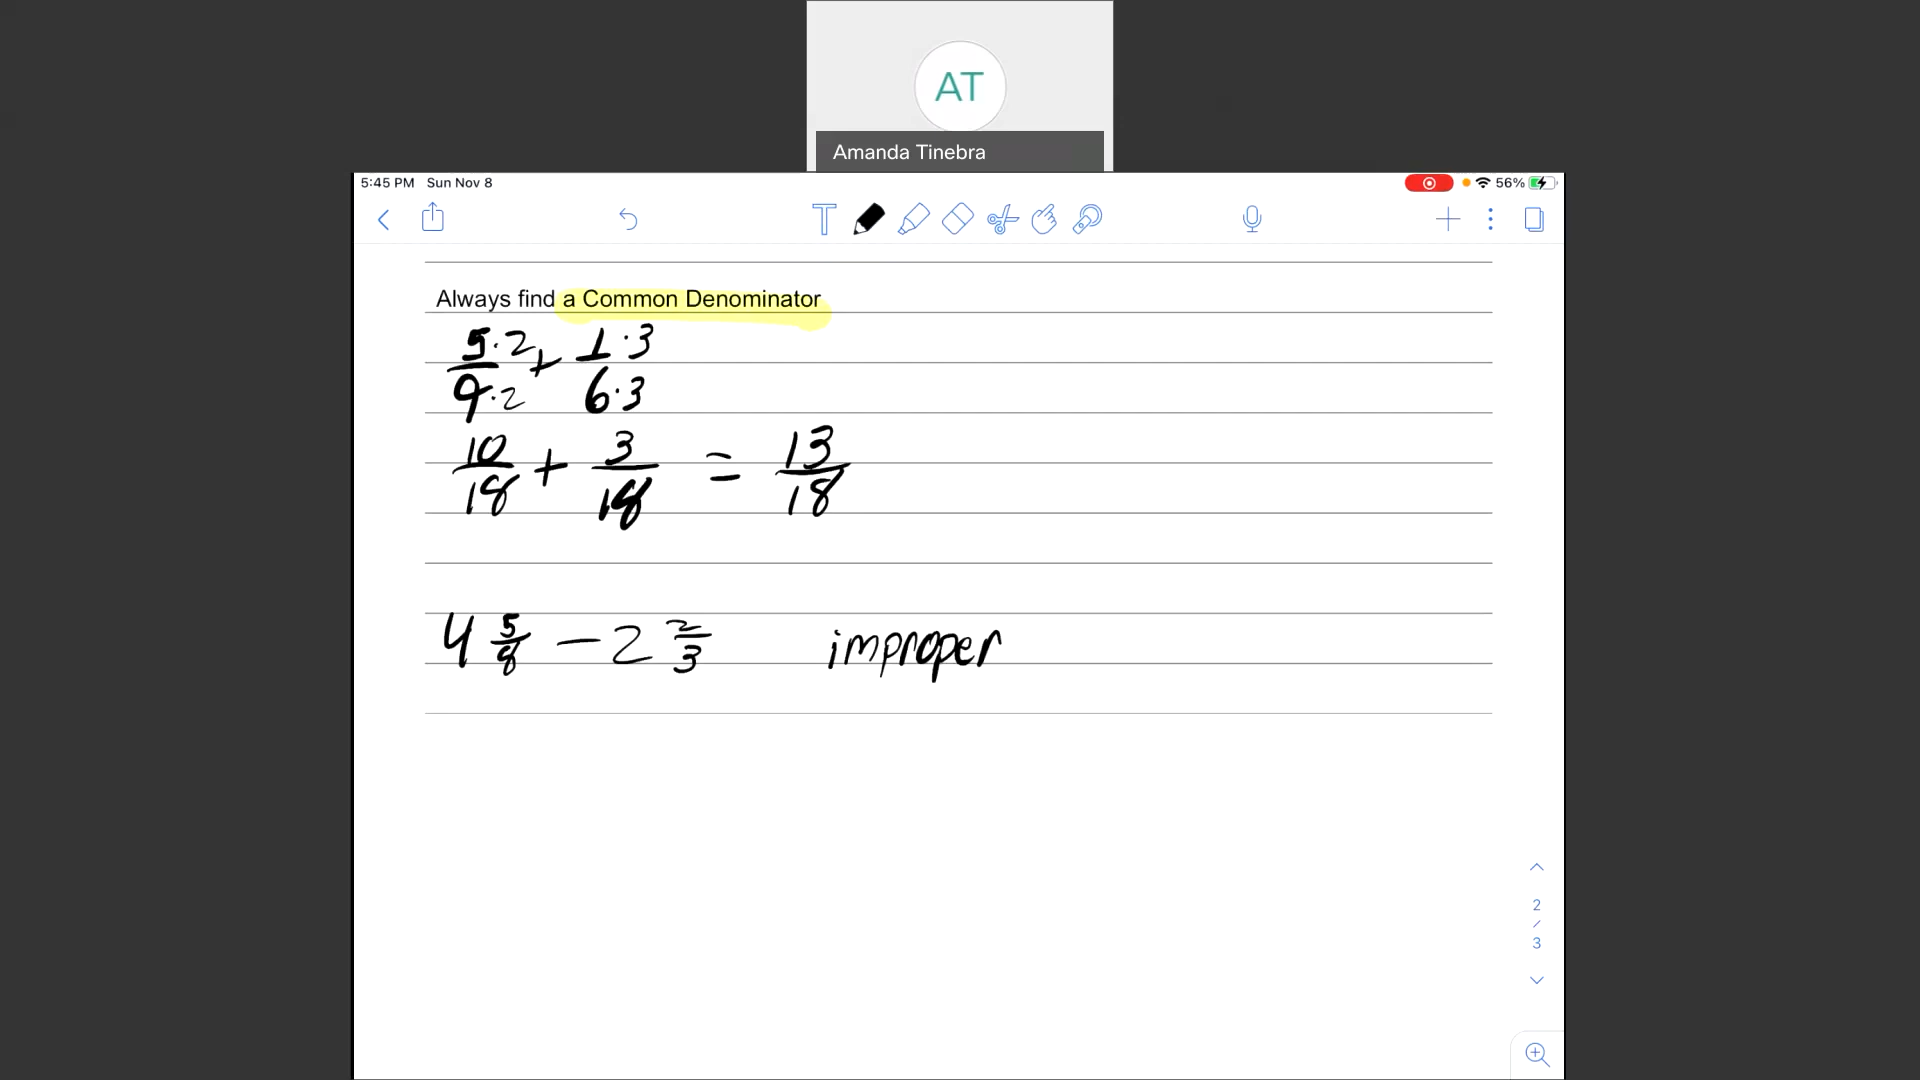 AT
Amanda Tinebra
5:45 PM Sun Nov 8 56%
T
Always find a Common Denominator
5·2/9·2 + 1·3/6·3
10/18 + 3/18 = 13/18
4 5/8 − 2 2/3 improper
2
/
3